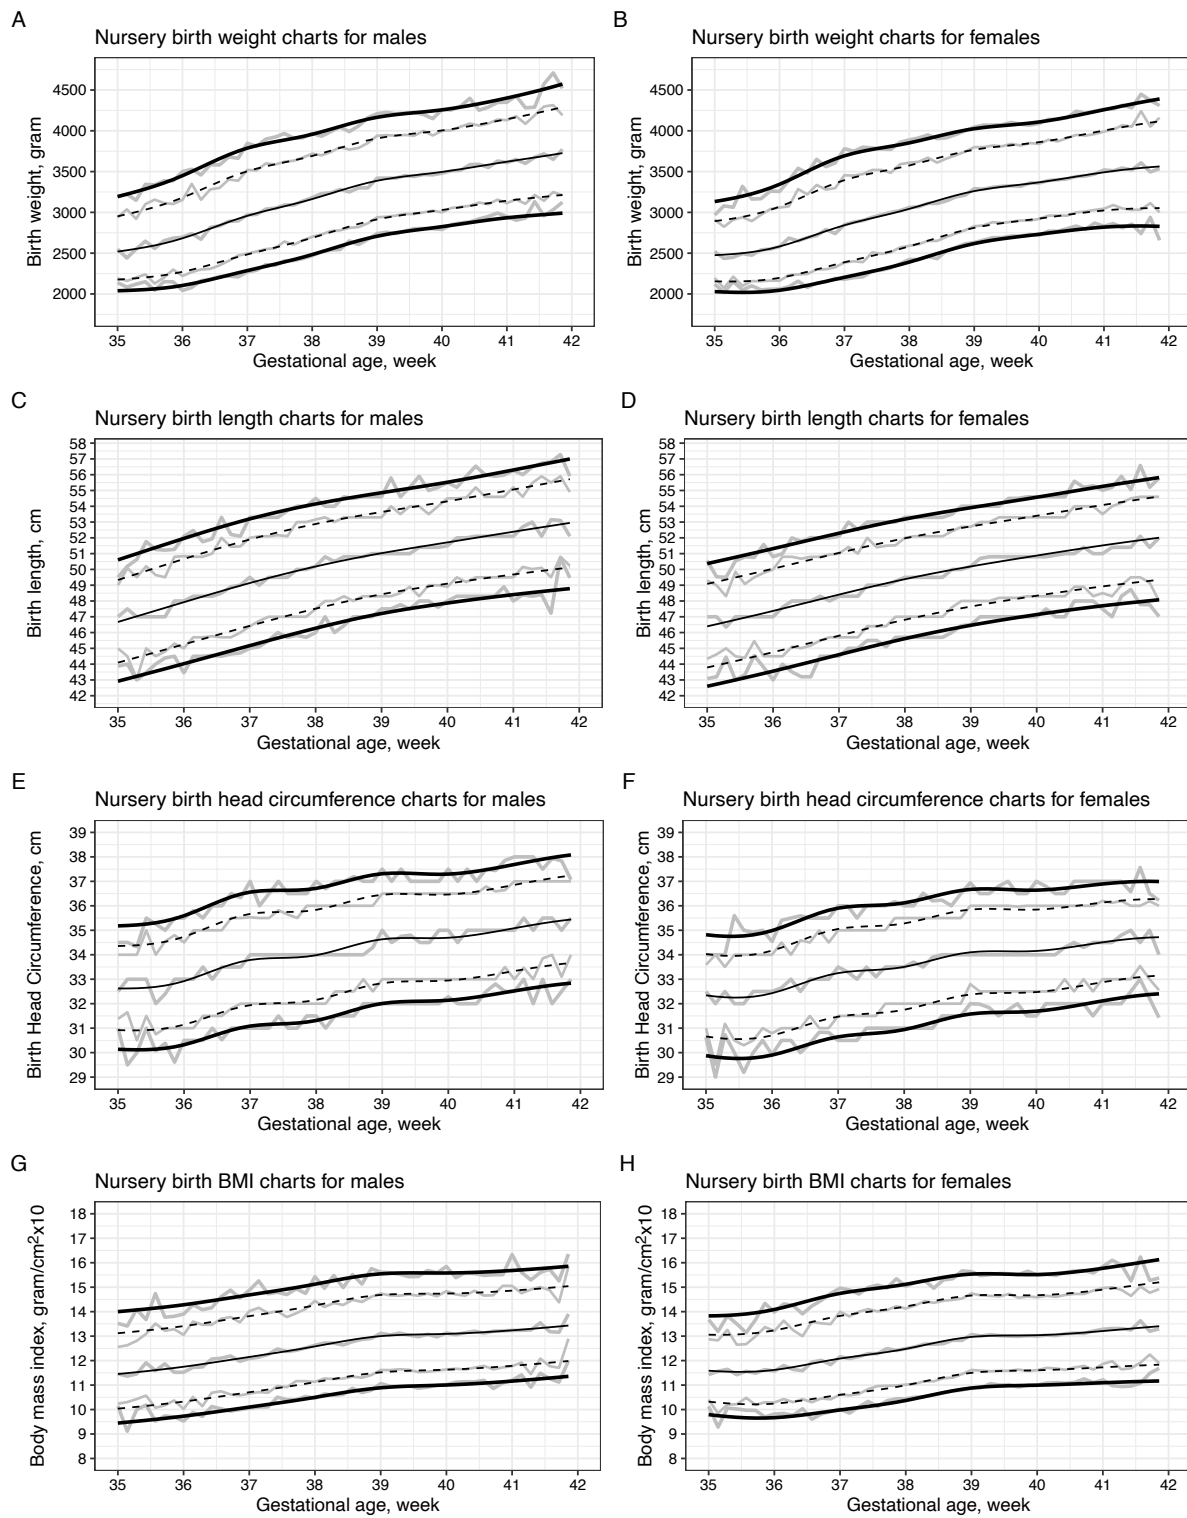 A
Nursery birth weight charts for males
Birth weight, gram
4500
4000
3500
3000
2500
2000
35 36 37 38 39 40 41 42
Gestational age, week
B
Nursery birth weight charts for females
Birth weight, gram
4500
4000
3500
3000
2500
2000
35 36 37 38 39 40 41 42
Gestational age, week
C
Nursery birth length charts for males
Birth length, cm
58
57
56
55
54
53
52
51
50
49
48
47
46
45
44
43
42
35 36 37 38 39 40 41 42
Gestational age, week
D
Nursery birth length charts for females
Birth length, cm
58
57
56
55
54
53
52
51
50
49
48
47
46
45
44
43
42
35 36 37 38 39 40 41 42
Gestational age, week
E
Nursery birth head circumference charts for males
Birth Head Circumference, cm
39
38
37
36
35
34
33
32
31
30
29
35 36 37 38 39 40 41 42
Gestational age, week
F
Nursery birth head circumference charts for females
Birth Head Circumference, cm
39
38
37
36
35
34
33
32
31
30
29
35 36 37 38 39 40 41 42
Gestational age, week
G
Nursery birth BMI charts for males
Body mass index, gram/cm²x10
18
17
16
15
14
13
12
11
10
9
8
35 36 37 38 39 40 41 42
Gestational age, week
H
Nursery birth BMI charts for females
Body mass index, gram/cm²x10
18
17
16
15
14
13
12
11
10
9
8
35 36 37 38 39 40 41 42
Gestational age, week